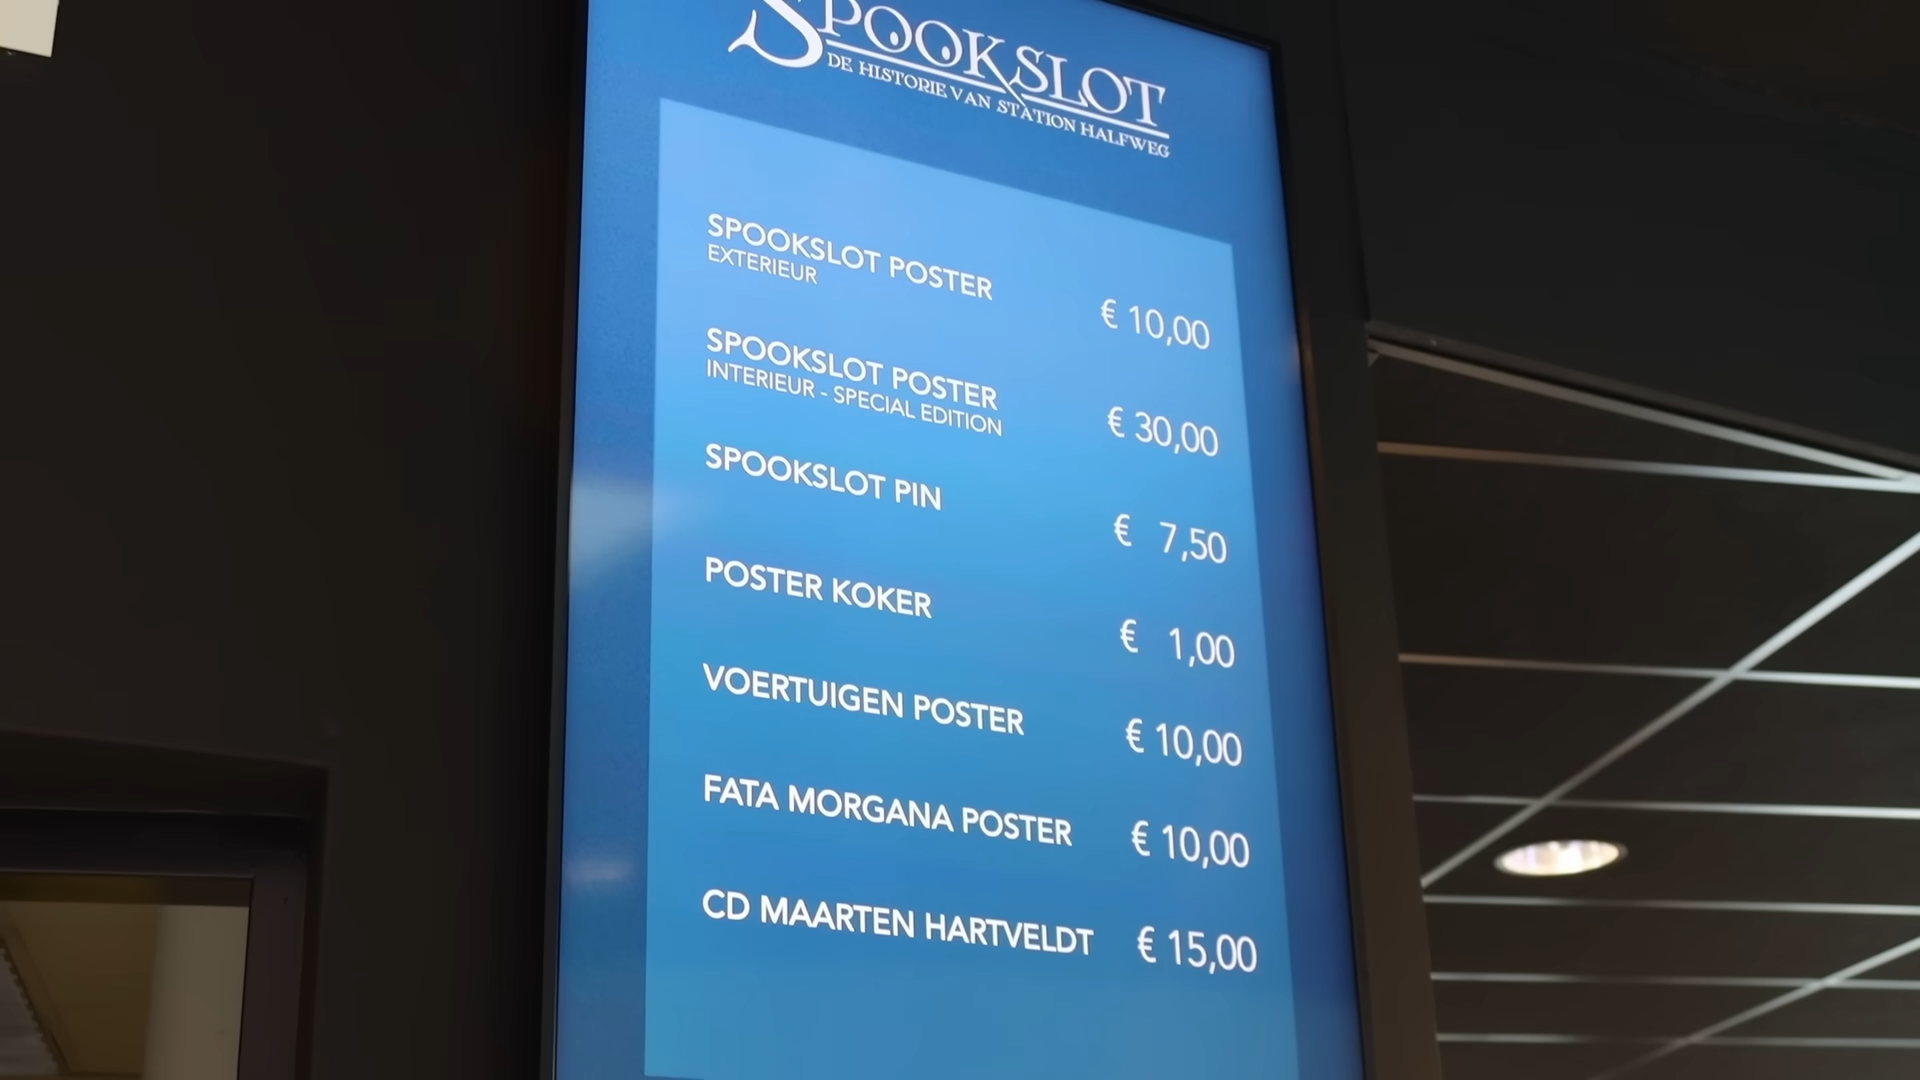 SPOOKSLOT
DE HISTORIE VAN STATION HALFWEG
SPOOKSLOT POSTER
EXTERIEUR
€ 10,00
SPOOKSLOT POSTER
INTERIEUR - SPECIAL EDITION
€ 30,00
SPOOKSLOT PIN
€ 7,50
POSTER KOKER
€ 1,00
VOERTUIGEN POSTER
€ 10,00
FATA MORGANA POSTER
€ 10,00
CD MAARTEN HARTVELDT
€ 15,00